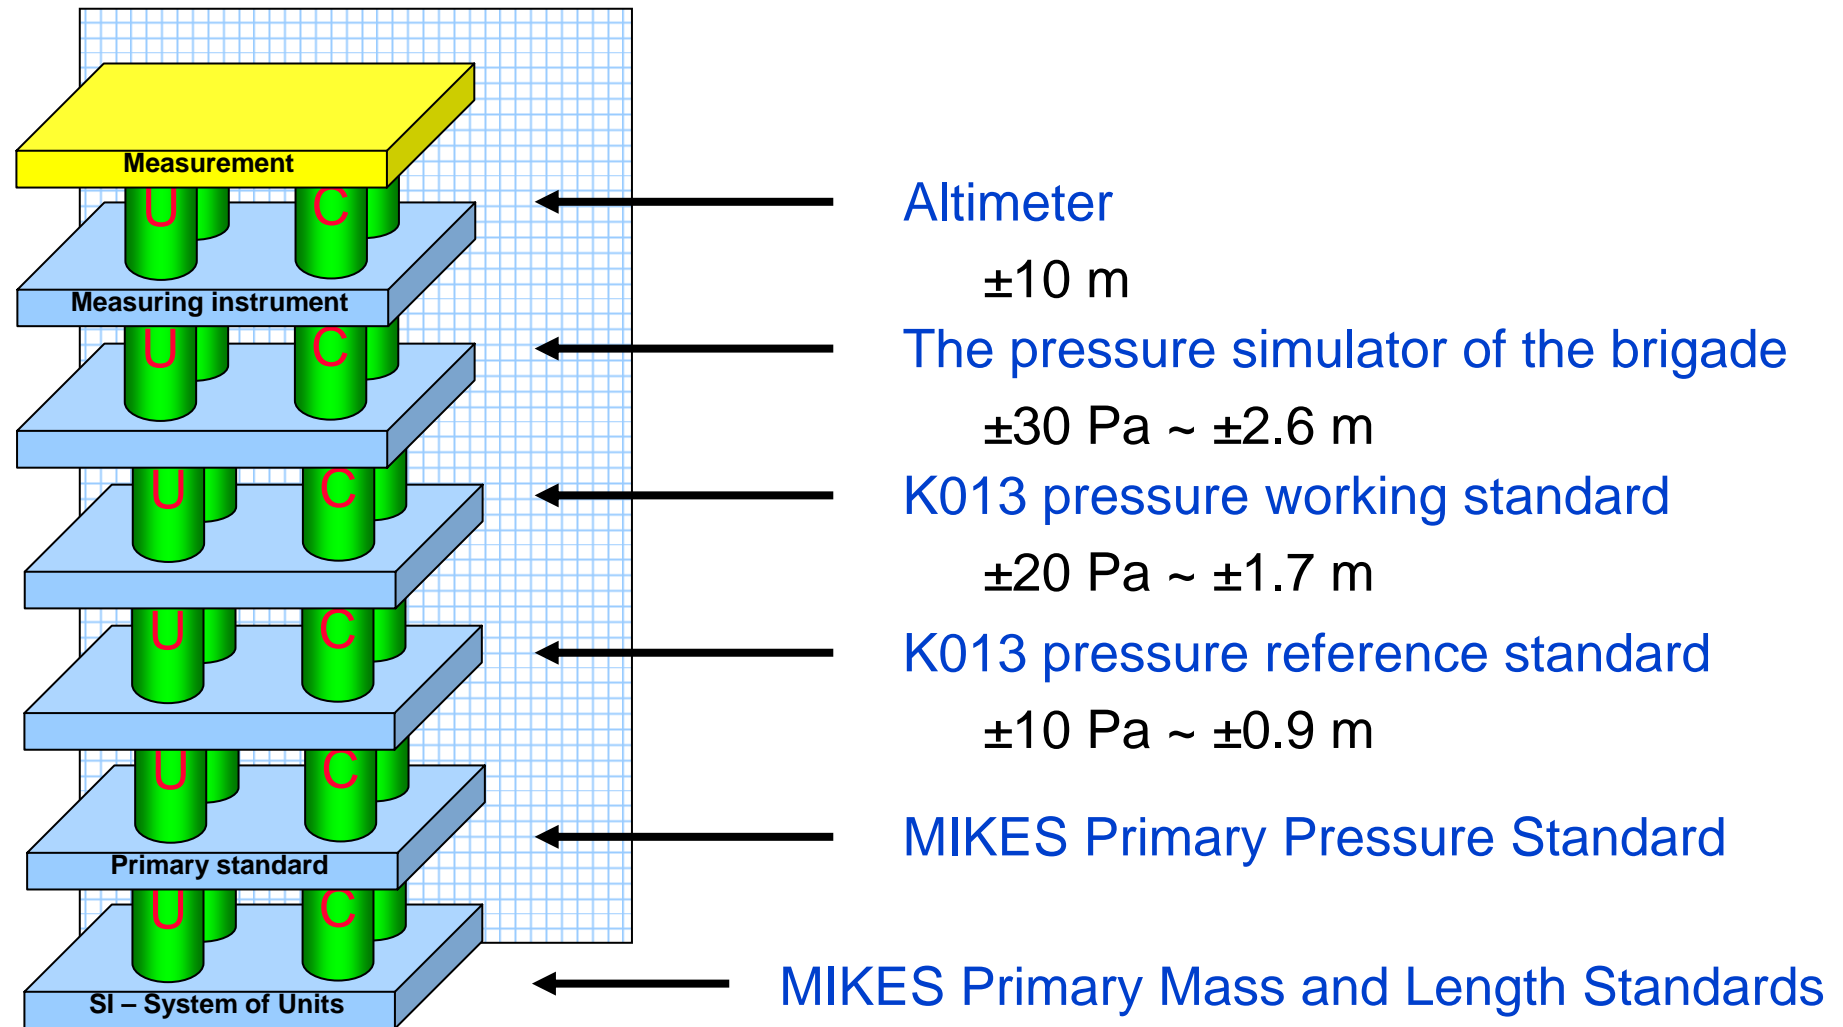 Measurement
U C
Altimeter
±10 m
Measuring instrument
U C
The pressure simulator of the brigade
±30 Pa ~ ±2.6 m
U C
K013 pressure working standard
±20 Pa ~ ±1.7 m
U C
K013 pressure reference standard
±10 Pa ~ ±0.9 m
U C
MIKES Primary Pressure Standard
Primary standard
U C
MIKES Primary Mass and Length Standards
SI – System of Units